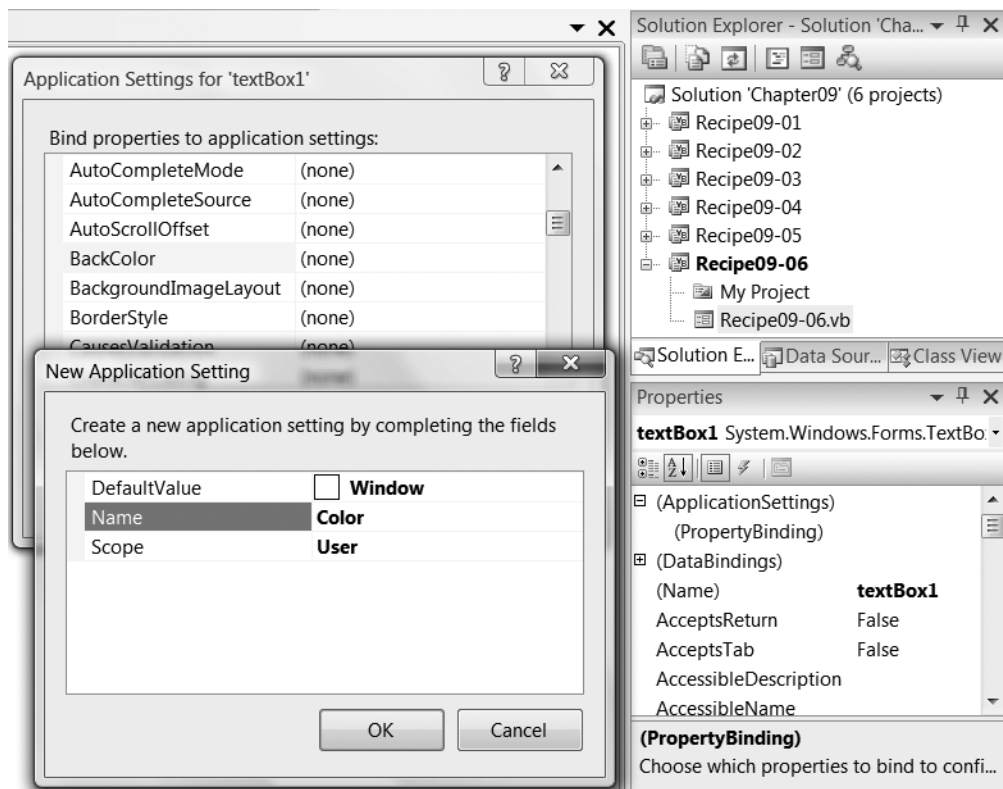 Application Settings for 'textBox1'
Bind properties to application settings:
AutoCompleteMode (none)
AutoCompleteSource (none)
AutoScrollOffset (none)
BackColor (none)
BackgroundImageLayout (none)
BorderStyle (none)
CausesValidation (none)
(none)
New Application Setting
Create a new application setting by completing the fields
below.
DefaultValue Window
Name Color
Scope User
OK Cancel
Solution Explorer - Solution 'Cha...
Solution 'Chapter09' (6 projects)
Recipe09-01
Recipe09-02
Recipe09-03
Recipe09-04
Recipe09-05
Recipe09-06
My Project
Recipe09-06.vb
Solution E... Data Sour... Class View
Properties
textBox1 System.Windows.Forms.TextBo
(ApplicationSettings)
(PropertyBinding)
(DataBindings)
(Name) textBox1
AcceptsReturn False
AcceptsTab False
AccessibleDescription
AccessibleName
(PropertyBinding)
Choose which properties to bind to confi...